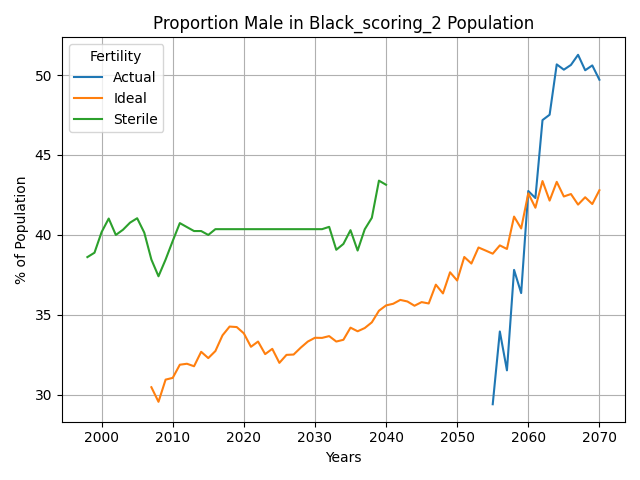 Proportion Male in Black_scoring_2 Population
Fertility
Actual
Ideal
Sterile
% of Population
50
45
40
35
30
2000 2010 2020 2030 2040 2050 2060 2070
Years